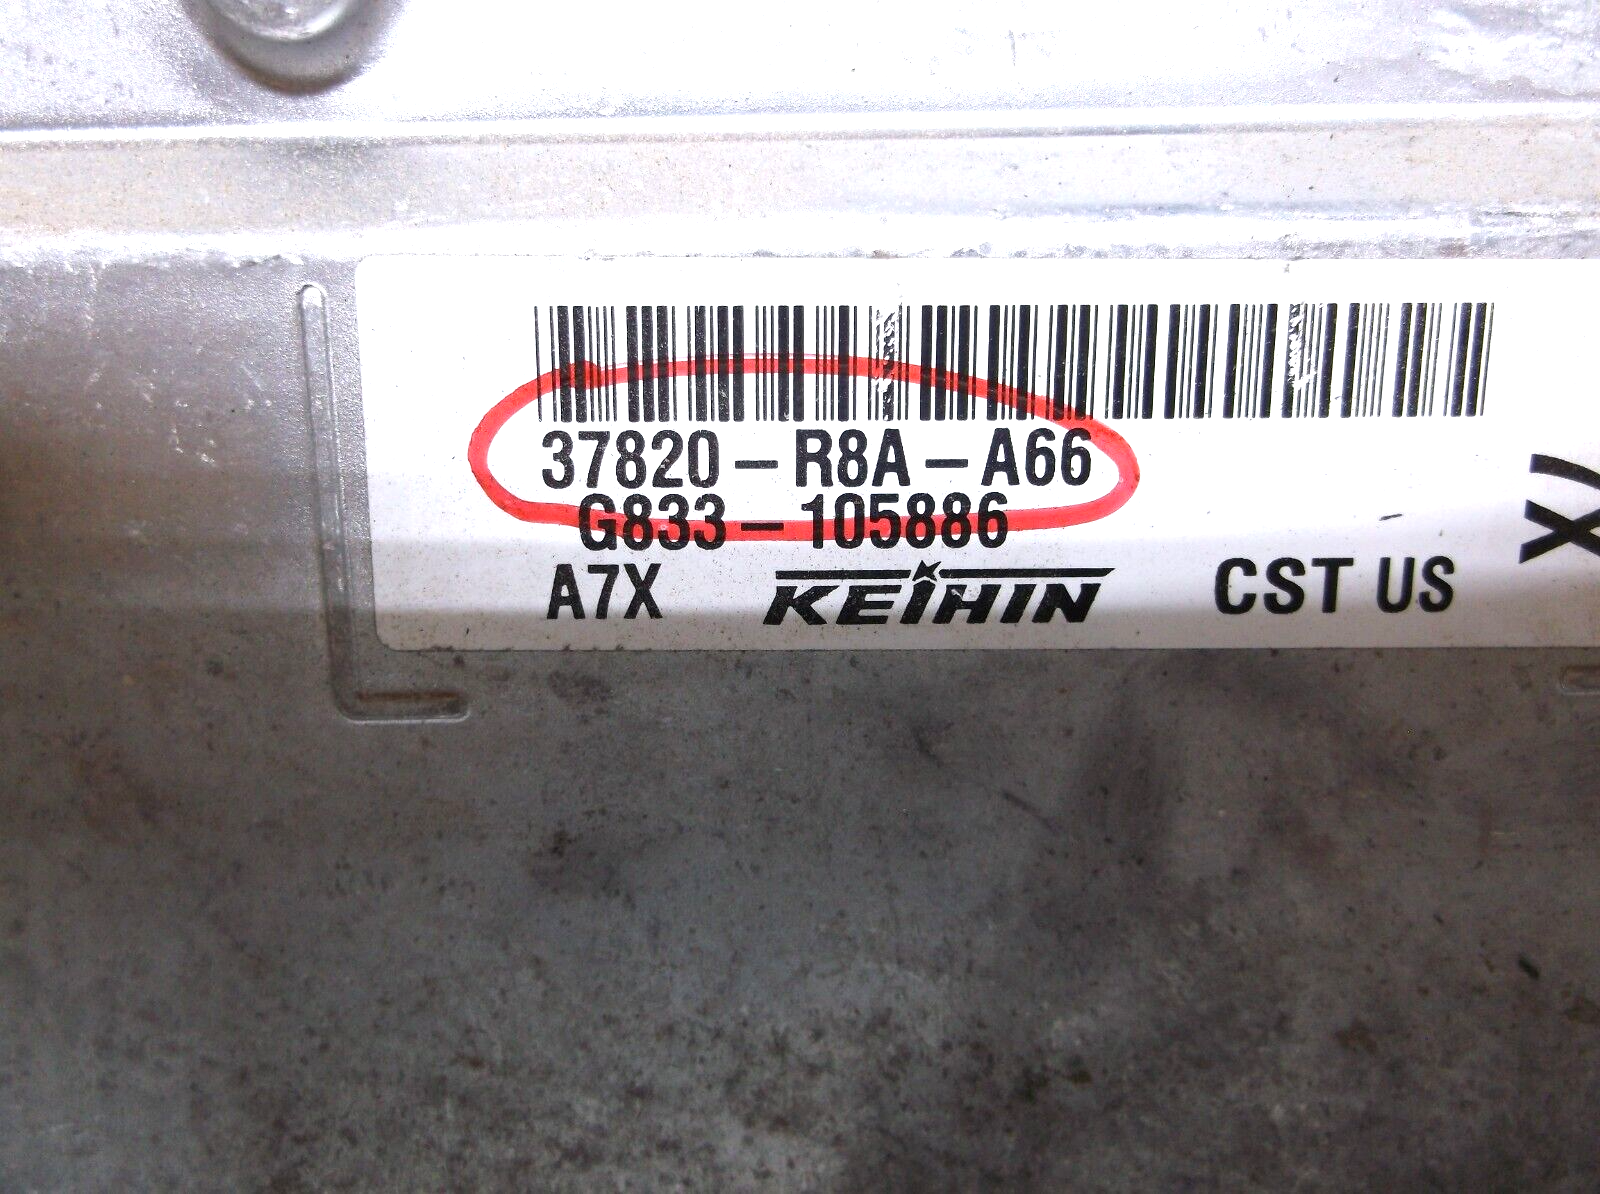 37820-R8A-A66
G833-105886
A7X KEIHIN CST US